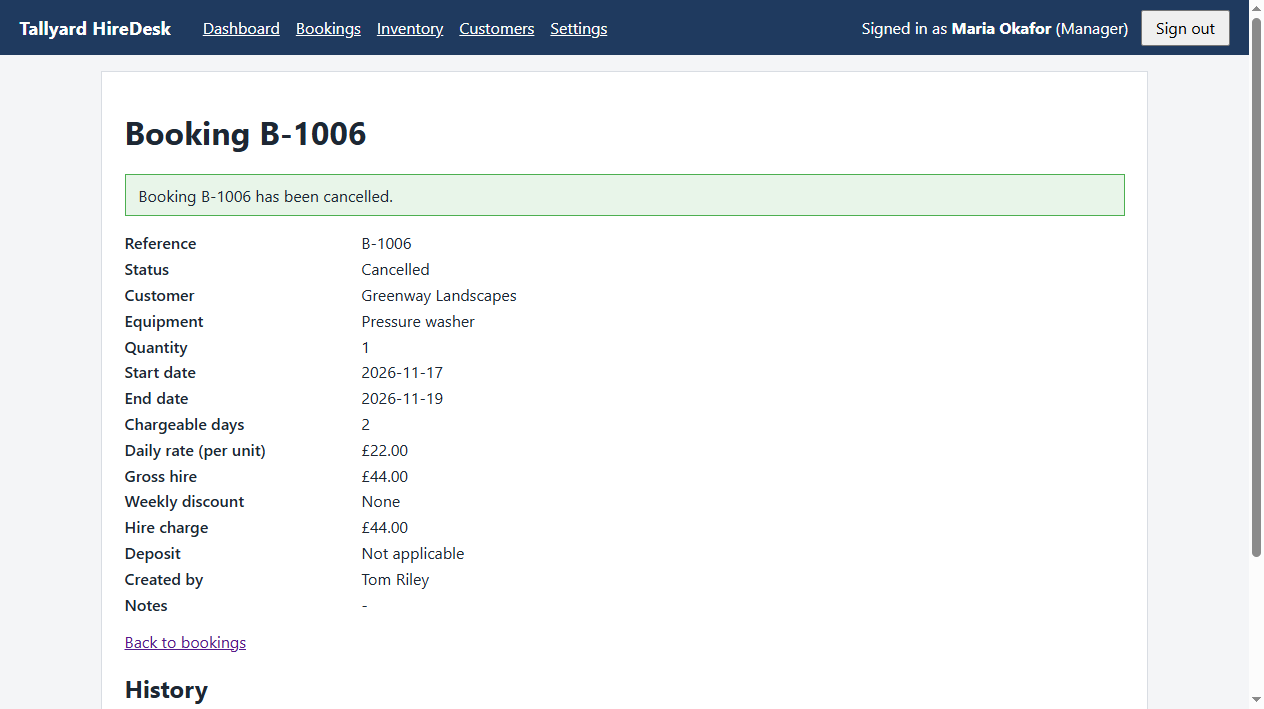 Tallyard HireDesk Dashboard Bookings Inventory Customers Settings Signed in as Maria Okafor (Manager) Sign out
Booking B-1006
Booking B-1006 has been cancelled.
Reference B-1006
Status Cancelled
Customer Greenway Landscapes
Equipment Pressure washer
Quantity 1
Start date 2026-11-17
End date 2026-11-19
Chargeable days 2
Daily rate (per unit) £22.00
Gross hire £44.00
Weekly discount None
Hire charge £44.00
Deposit Not applicable
Created by Tom Riley
Notes -
Back to bookings
History